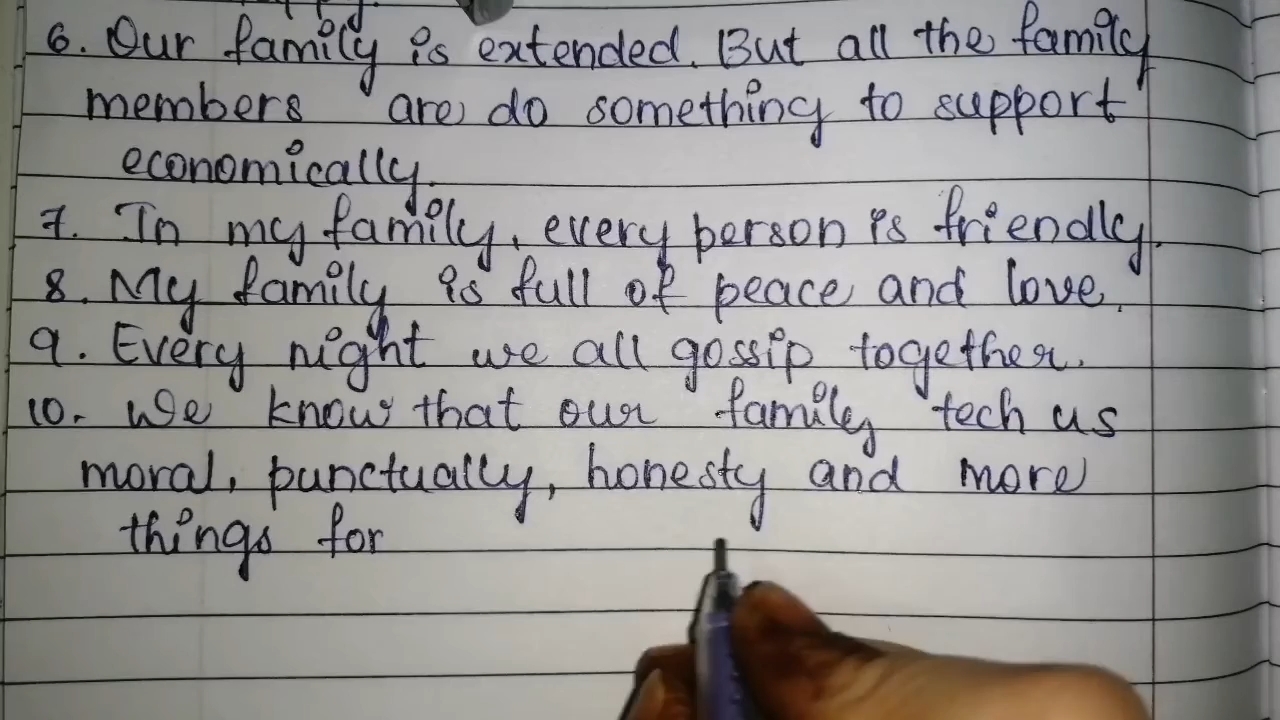 6. Our family is extended. But all the family
members are do something to support
economically.
7. In my family, every person is friendly.
8. My family is full of peace and love.
9. Every night we all gossip together.
10. We know that our family tech us
moral, punctually, honesty and more
things for